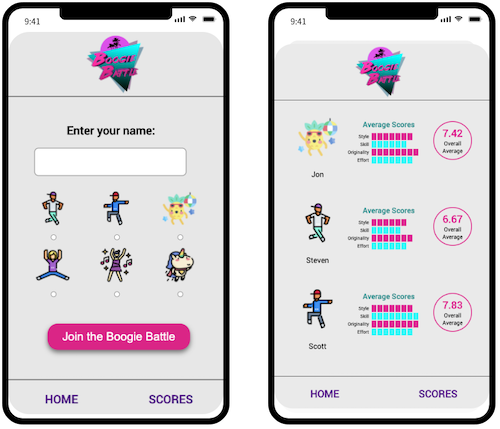 9:41
BOOGIE
BATTLE
Enter your name:
Join the Boogie Battle
HOME
SCORES
9:41
BOOGIE
BATTLE
Average Scores
Style
Skill
Originality
Effort
7.42
Overall
Average
Jon
Average Scores
Style
Skill
Originality
Effort
6.67
Overall
Average
Steven
Average Scores
Style
Skill
Originality
Effort
7.83
Overall
Average
Scott
HOME
SCORES